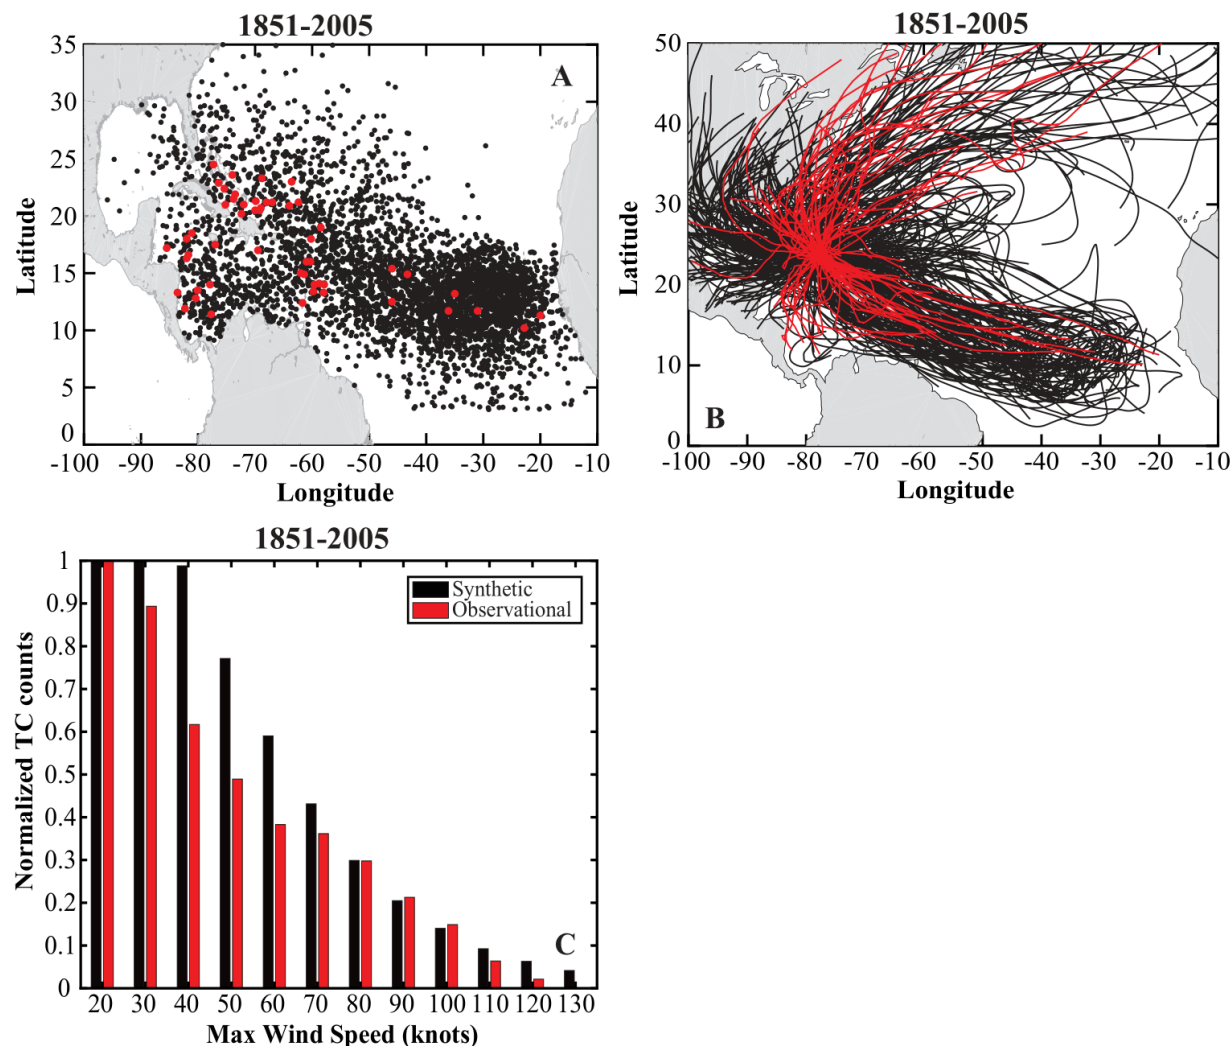 1851-2005
A
35
30
25
20
15
10
5
0
Latitude
-100 -90 -80 -70 -60 -50 -40 -30 -20 -10
Longitude
1851-2005
B
50
40
30
20
10
0
Latitude
-100 -90 -80 -70 -60 -50 -40 -30 -20 -10
Longitude
1851-2005
Synthetic
Observational
C
1
0.9
0.8
0.7
0.6
0.5
0.4
0.3
0.2
0.1
0
Normalized TC counts
20 30 40 50 60 70 80 90 100 110 120 130
Max Wind Speed (knots)